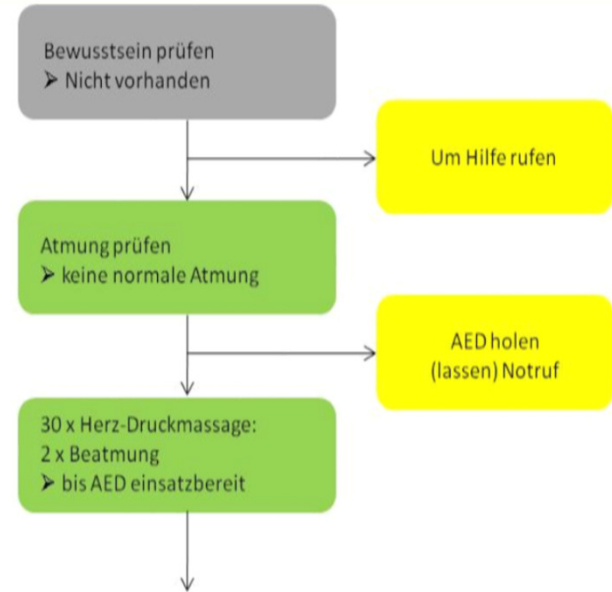 Bewusstsein prüfen
➢ Nicht vorhanden
Um Hilfe rufen
Atmung prüfen
➢ keine normale Atmung
AED holen
(lassen) Notruf
30 x Herz-Druckmassage:
2 x Beatmung
➢ bis AED einsatzbereit